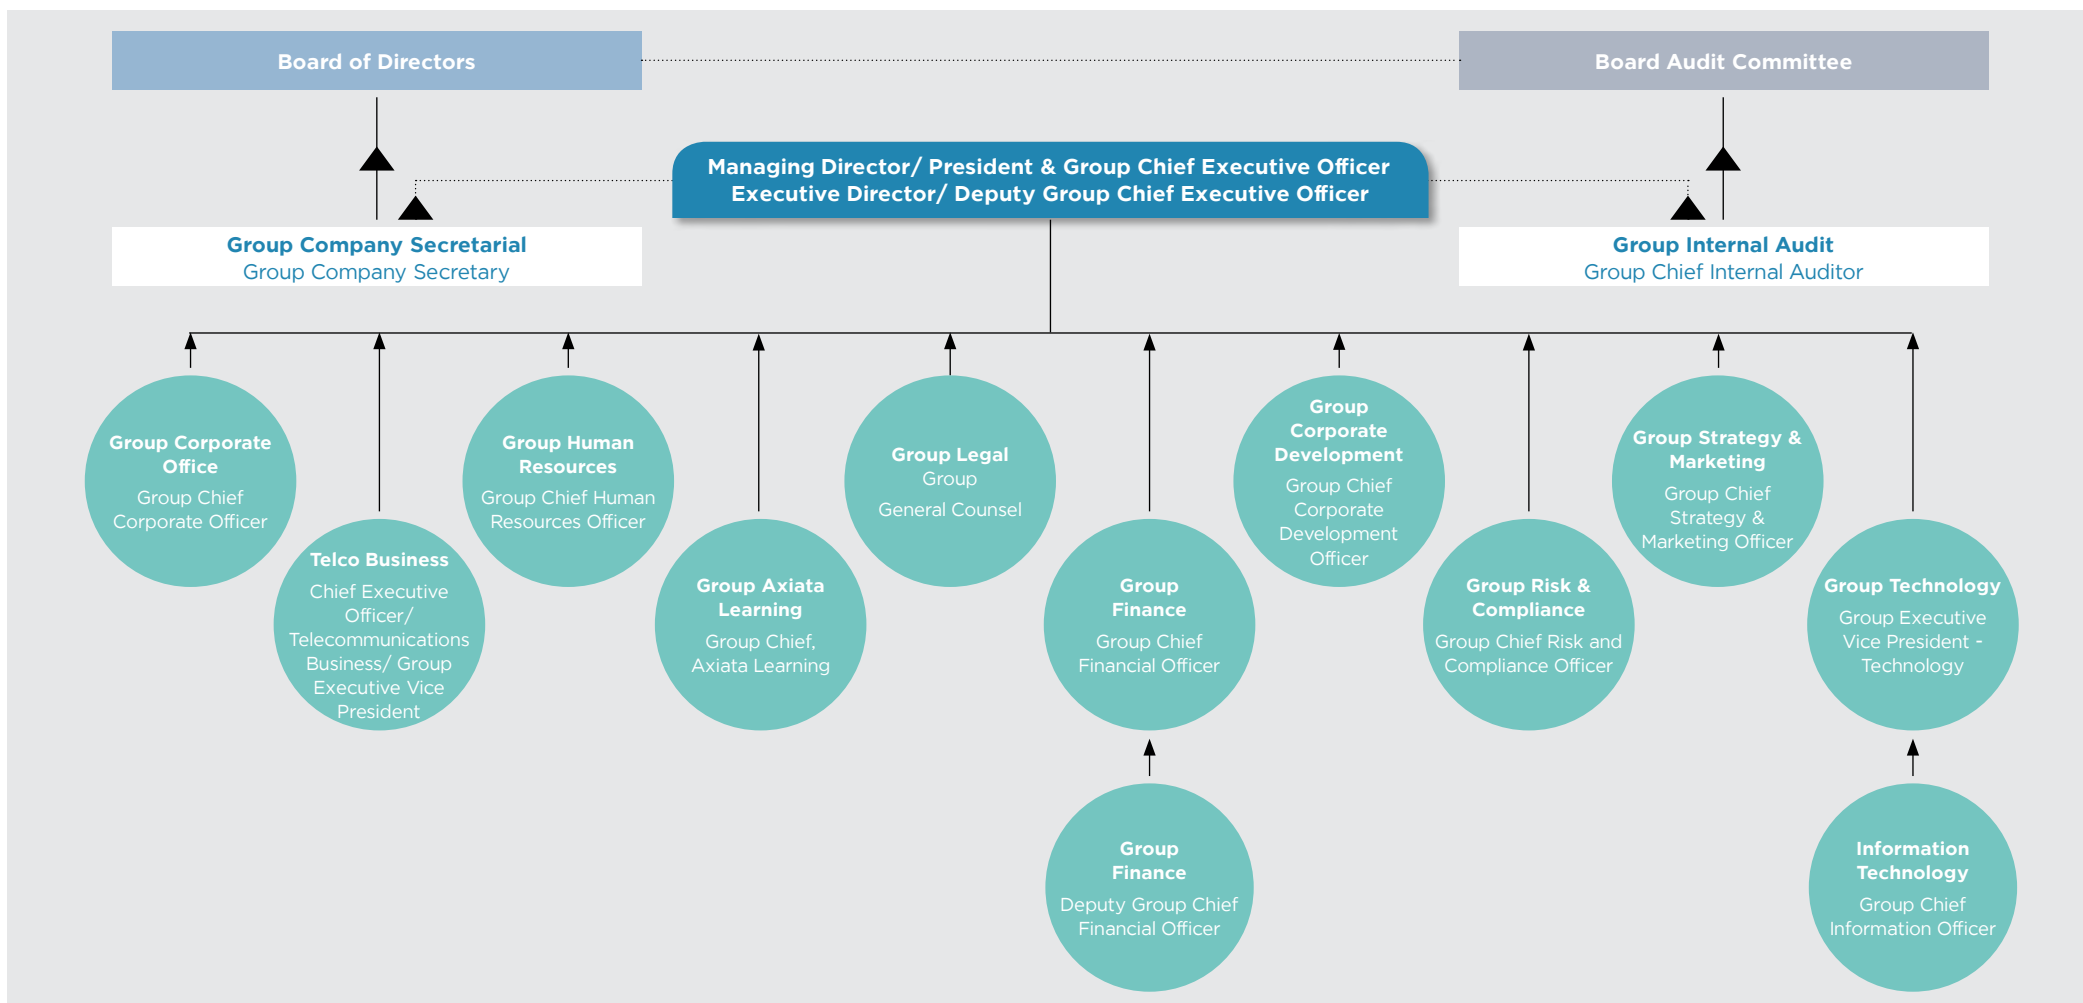 Board of Directors
Board Audit Committee
Managing Director/ President & Group Chief Executive Officer
Executive Director/ Deputy Group Chief Executive Officer
Group Company Secretarial
Group Company Secretary
Group Internal Audit
Group Chief Internal Auditor
Group Corporate
Office
Group Chief
Corporate Officer
Telco Business
Chief Executive
Officer/
Telecommunications
Business/ Group
Executive Vice
President
Group Human
Resources
Group Chief Human
Resources Officer
Group Axiata
Learning
Group Chief,
Axiata Learning
Group Legal
Group
General Counsel
Group
Finance
Group Chief
Financial Officer
Group
Corporate
Development
Group Chief
Corporate
Development
Officer
Group Risk &
Compliance
Group Chief Risk and
Compliance Officer
Group Strategy &
Marketing
Group Chief
Strategy &
Marketing Officer
Group Technology
Group Executive
Vice President -
Technology
Group
Finance
Deputy Group Chief
Financial Officer
Information
Technology
Group Chief
Information Officer